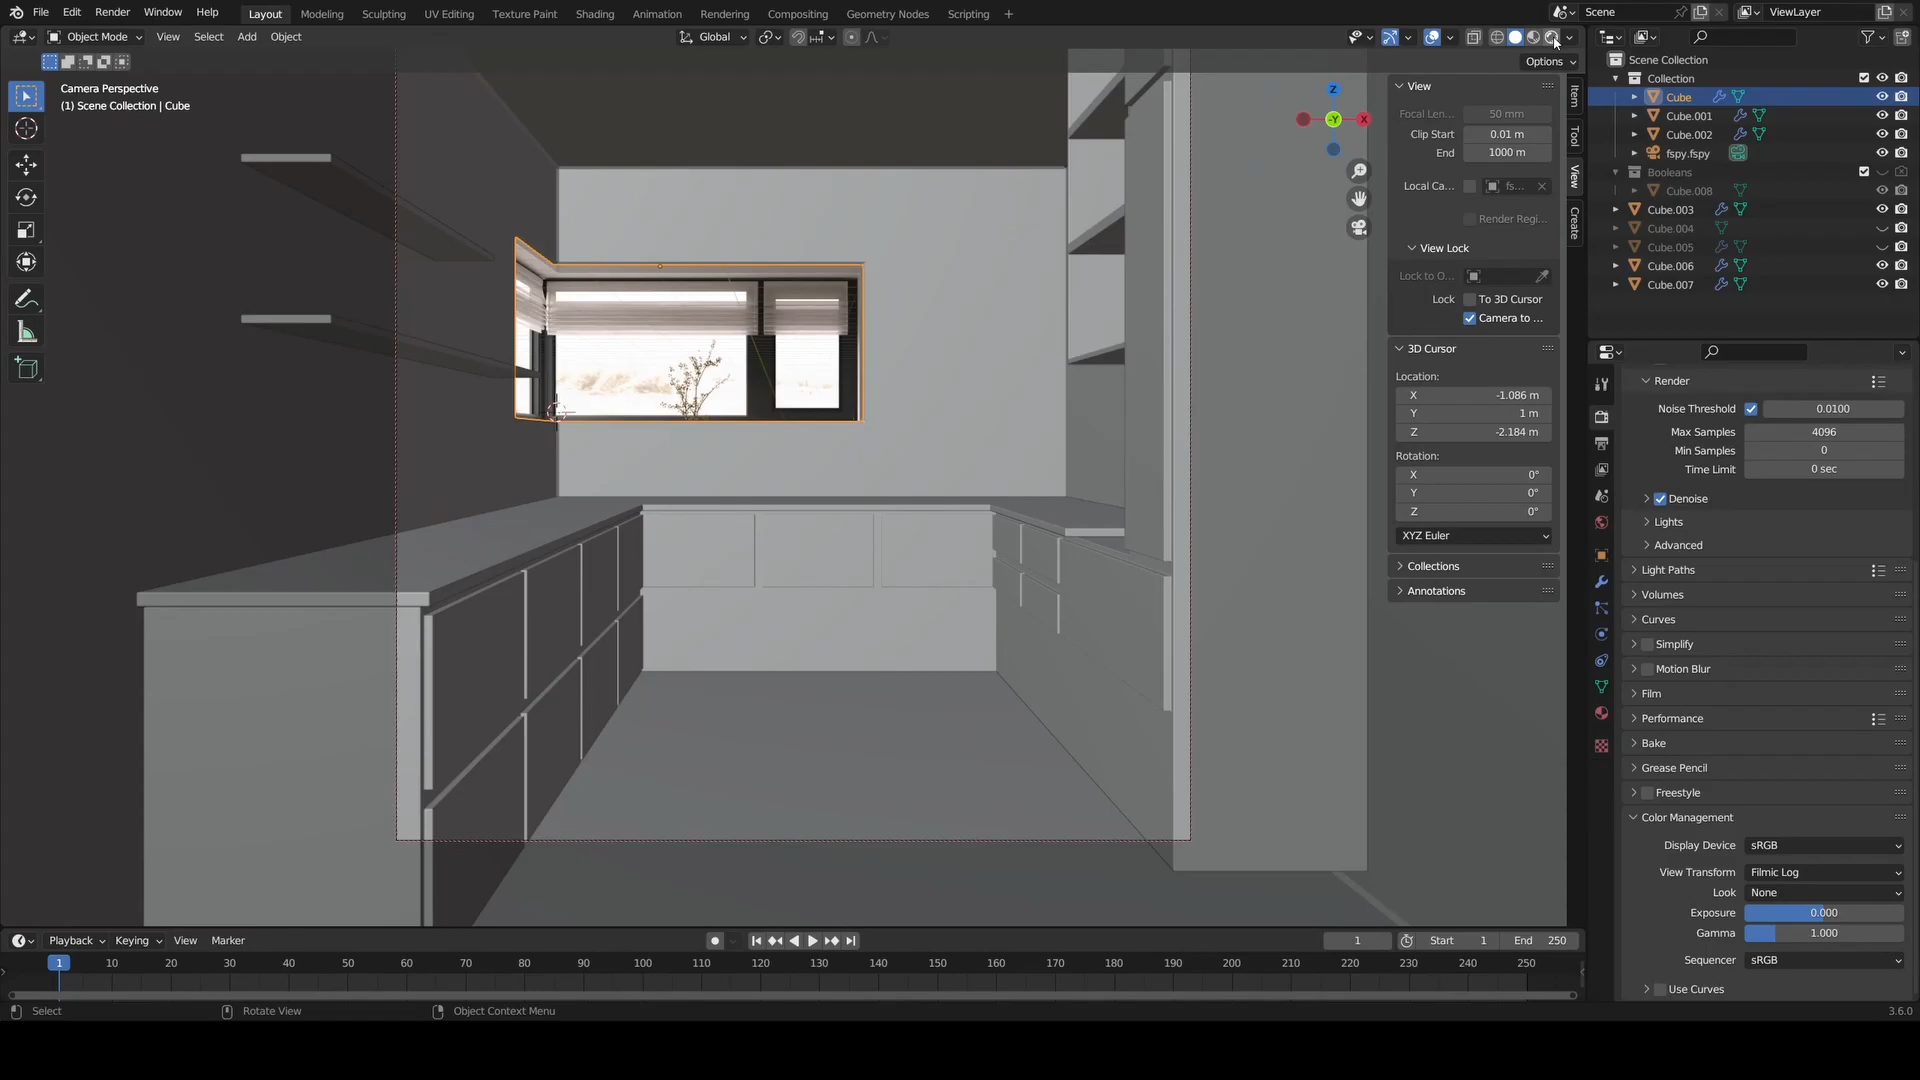 File Edit Render Window Help Layout Modeling Sculpting UV Editing Texture Paint Shading Animation Rendering Compositing Geometry Nodes Scripting + Scene ViewLayer
Object Mode View Select Add Object Global
Options
Camera Perspective
(1) Scene Collection | Cube
Z
-Y
X
View
Focal Len... 50 mm
Clip Start 0.01 m
End 1000 m
Local Ca... fs...
Render Regi...
View Lock
Lock to O...
Lock To 3D Cursor
Camera to ...
3D Cursor
Location:
X -1.086 m
Y 1 m
Z -2.184 m
Rotation:
X 0°
Y 0°
Z 0°
XYZ Euler
Collections
Annotations
Item
Tool
View
Create
Scene Collection
Collection
Cube
Cube.001
Cube.002
fspy.fspy
Booleans
Cube.008
Cube.003
Cube.004
Cube.005
Cube.006
Cube.007
Render
Noise Threshold 0.0100
Max Samples 4096
Min Samples 0
Time Limit 0 sec
Denoise
Lights
Advanced
Light Paths
Volumes
Curves
Simplify
Motion Blur
Film
Performance
Bake
Grease Pencil
Freestyle
Color Management
Display Device sRGB
View Transform Filmic Log
Look None
Exposure 0.000
Gamma 1.000
Sequencer sRGB
Use Curves
Playback Keying View Marker 1 Start 1 End 250
1 10 20 30 40 50 60 70 80 90 100 110 120 130 140 150 160 170 180 190 200 210 220 230 240 250
Select Rotate View Object Context Menu 3.6.0